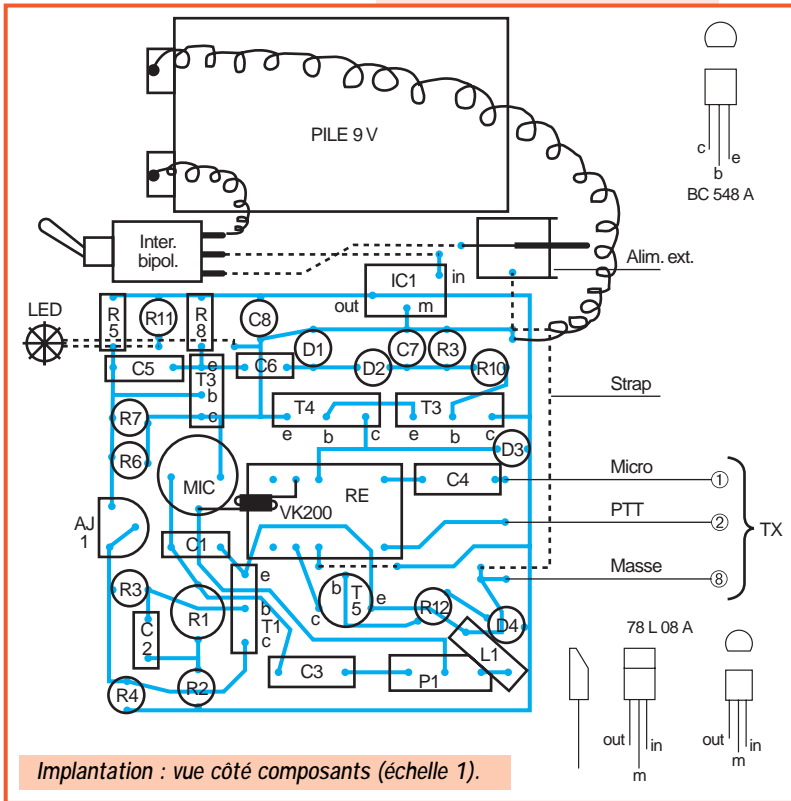 PILE 9 V
c
b
e
BC 548 A
Inter.
bipol.
Alim. ext.
IC1
in
out
m
LED
R
5
R11
R
8
C8
D1
C7
R3
C5
e
C6
D2
R10
T3
b
c
T4
T3
e
b
c
e
b
c
R7
R6
D3
Strap
MIC
RE
C4
VK200
Micro
①
AJ
1
PTT
②
TX
C1
e
b
T1
c
b
T
5
c
e
R12
Masse
⑧
R3
C
2
R1
D4
L1
R4
R2
C3
P1
78 L 08 A
out
in
m
out
in
m
Implantation : vue côté composants (échelle 1).